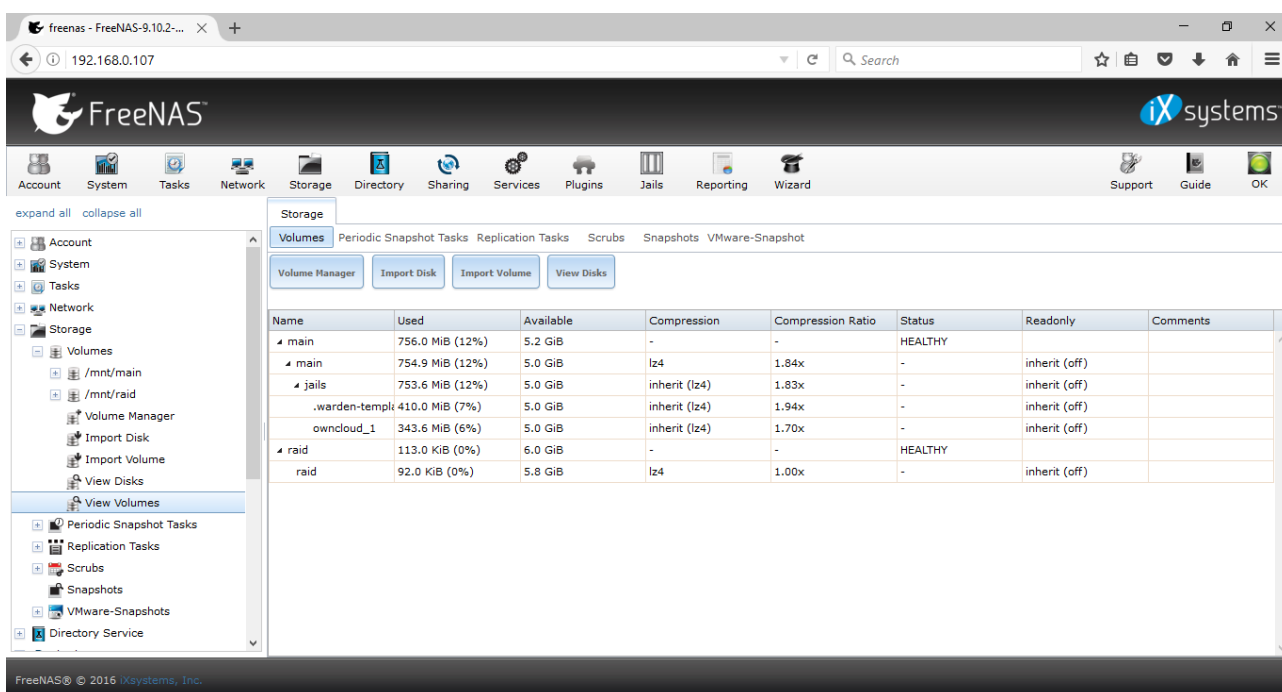 freenas - FreeNAS-9.10.2-...
192.168.0.107
Search
FreeNAS™
iX systems
Account System Tasks Network Storage Directory Sharing Services Plugins Jails Reporting Wizard Support Guide OK
expand all collapse all
Account
System
Tasks
Network
Storage
Volumes
/mnt/main
/mnt/raid
Volume Manager
Import Disk
Import Volume
View Disks
View Volumes
Periodic Snapshot Tasks
Replication Tasks
Scrubs
Snapshots
VMware-Snapshots
Directory Service
Storage
Volumes Periodic Snapshot Tasks Replication Tasks Scrubs Snapshots VMware-Snapshot
Volume Manager Import Disk Import Volume View Disks
Name Used Available Compression Compression Ratio Status Readonly Comments
main 756.0 MiB (12%) 5.2 GiB - - HEALTHY
main 754.9 MiB (12%) 5.0 GiB lz4 1.84x - inherit (off)
jails 753.6 MiB (12%) 5.0 GiB inherit (lz4) 1.83x - inherit (off)
.warden-templa 410.0 MiB (7%) 5.0 GiB inherit (lz4) 1.94x - inherit (off)
owncloud_1 343.6 MiB (6%) 5.0 GiB inherit (lz4) 1.70x - inherit (off)
raid 113.0 KiB (0%) 6.0 GiB - - HEALTHY
raid 92.0 KiB (0%) 5.8 GiB lz4 1.00x - inherit (off)
FreeNAS® © 2016 iXsystems, Inc.